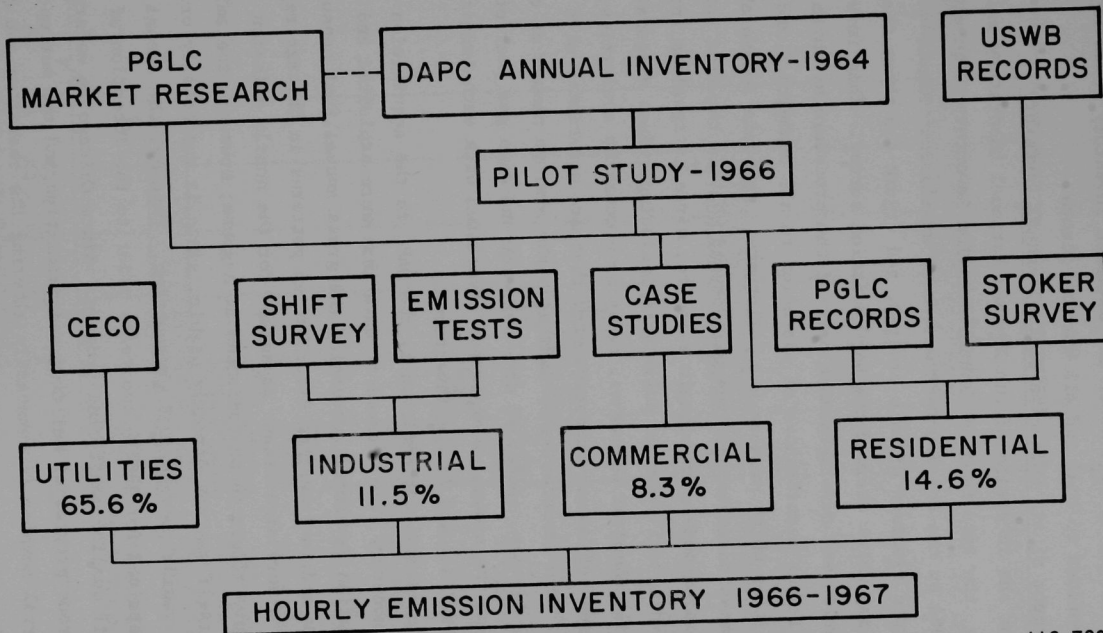 PGLC
MARKET RESEARCH
DAPC ANNUAL INVENTORY-1964
USWB
RECORDS
PILOT STUDY-1966
CECO
SHIFT
SURVEY
EMISSION
TESTS
CASE
STUDIES
PGLC
RECORDS
STOKER
SURVEY
UTILITIES
65.6%
INDUSTRIAL
11.5%
COMMERCIAL
8.3%
RESIDENTIAL
14.6%
HOURLY EMISSION INVENTORY 1966-1967